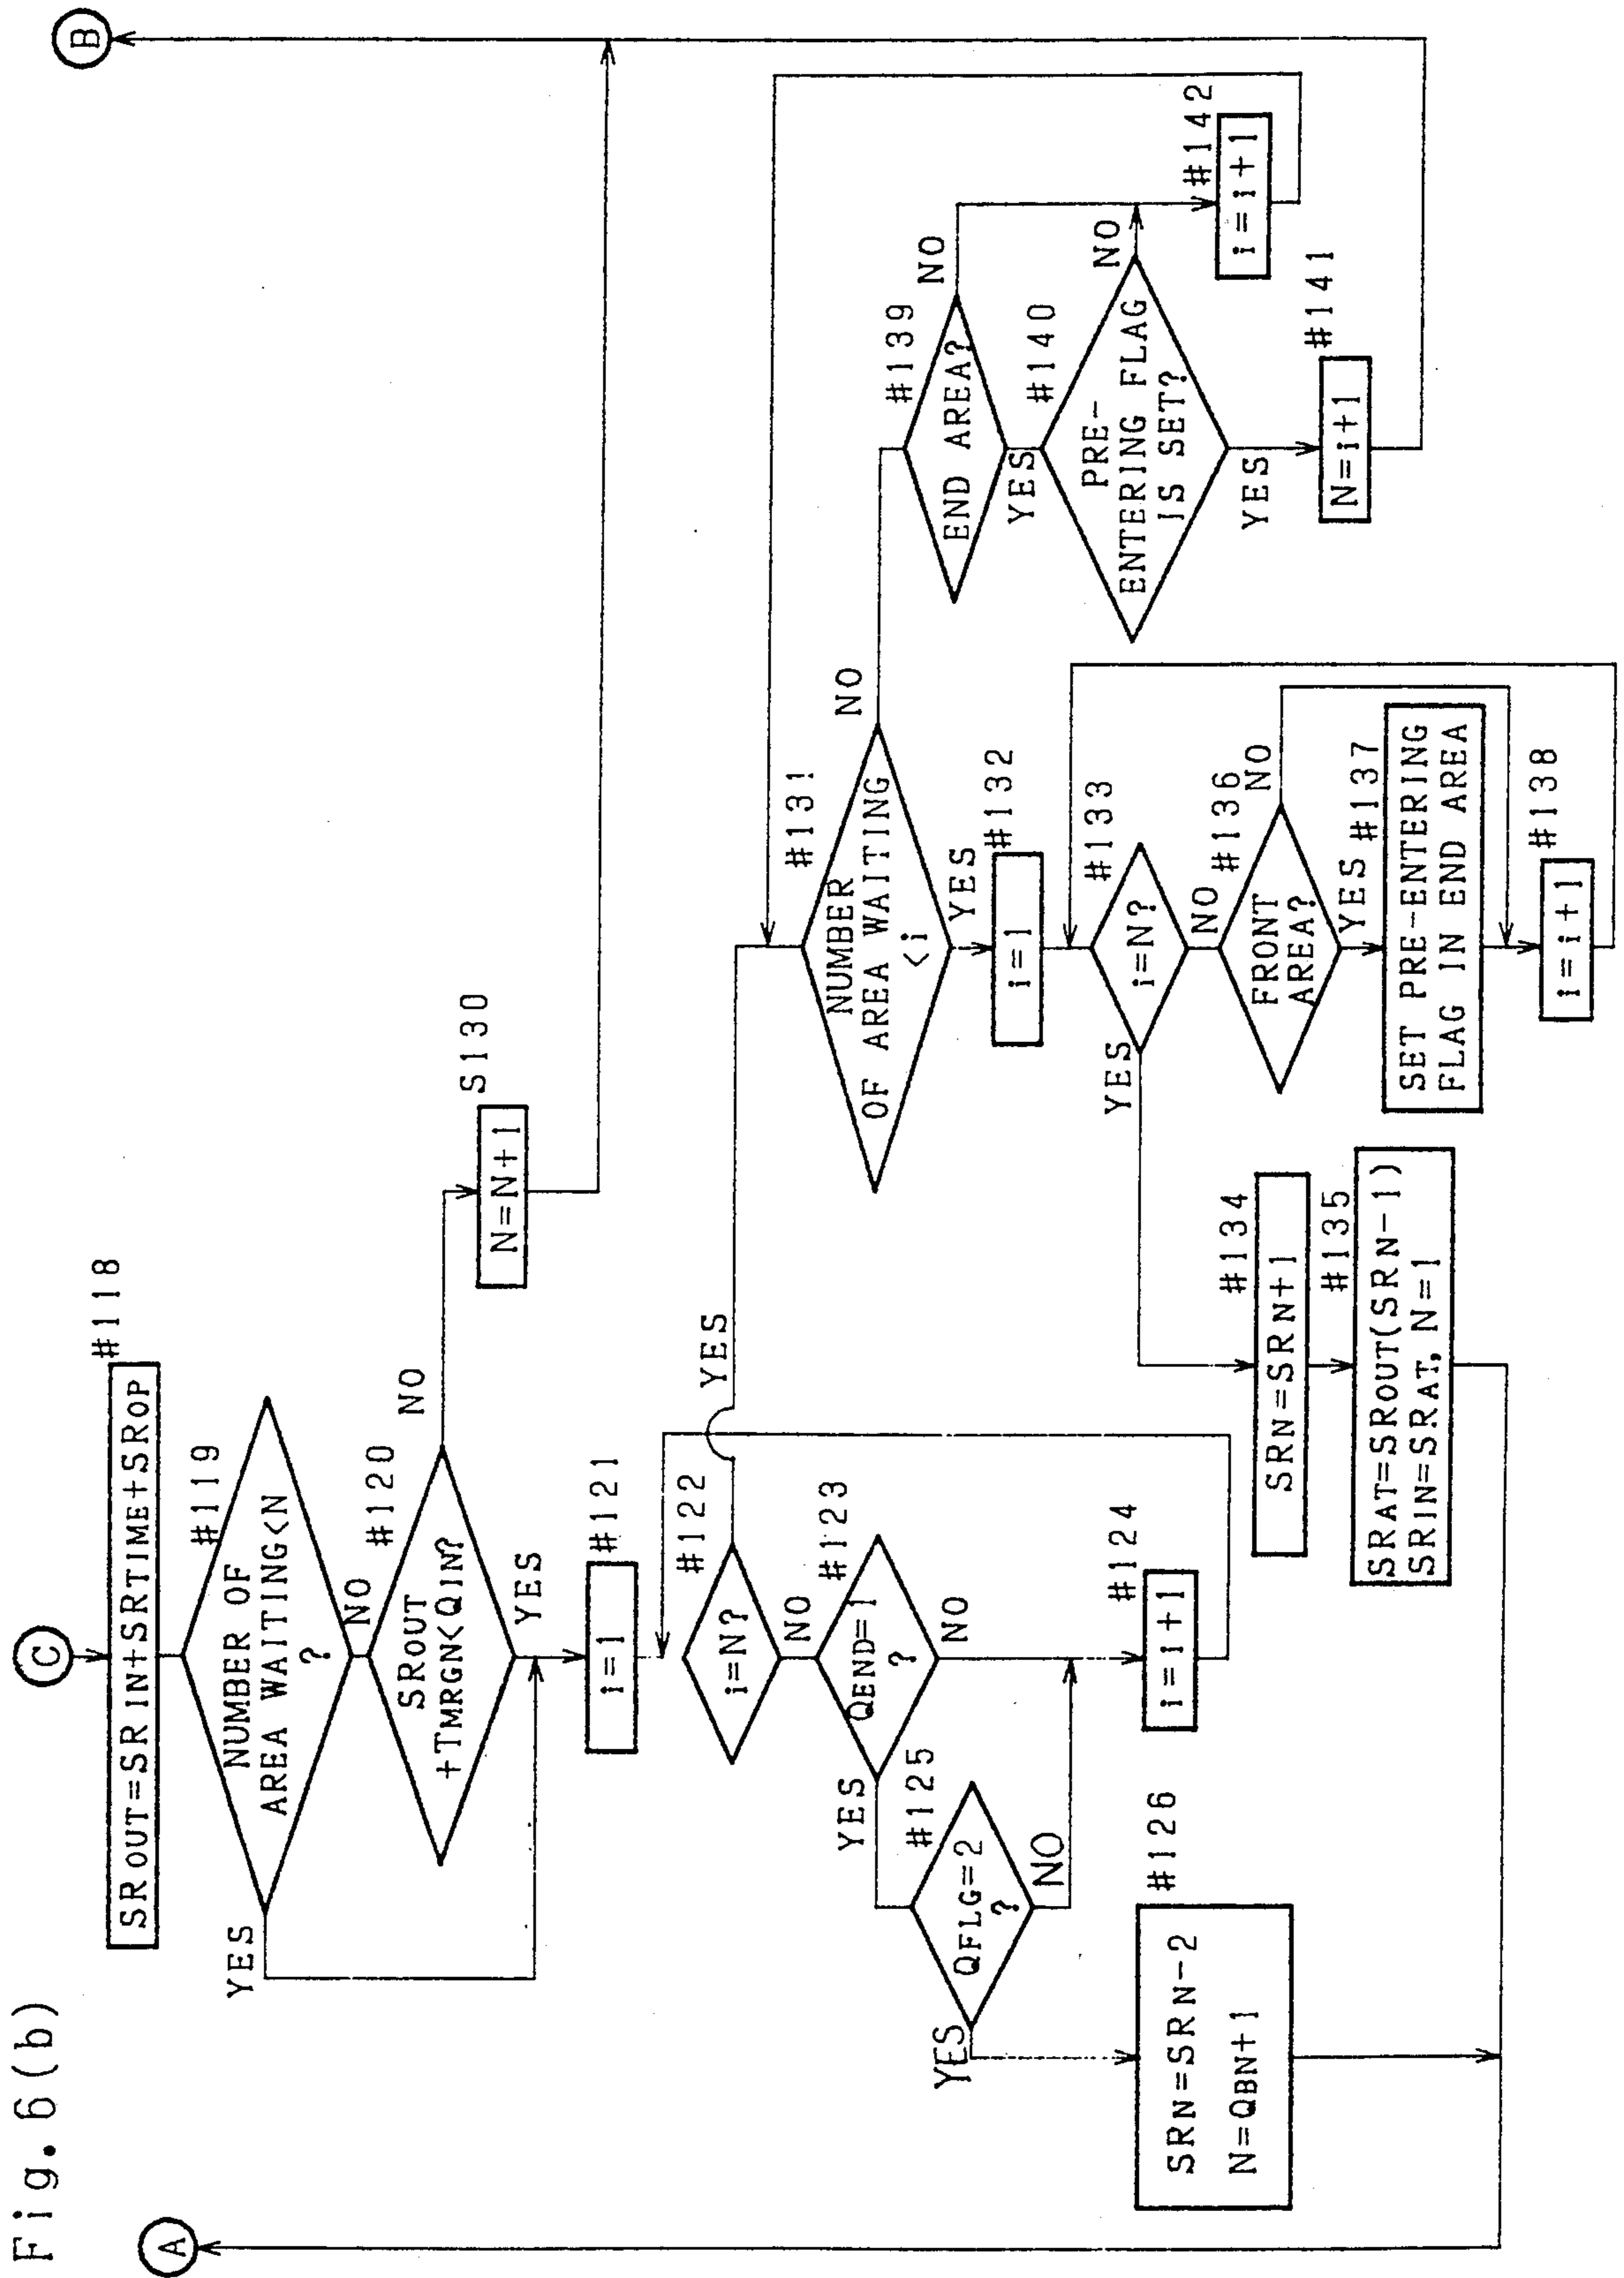 Fig. 6(b)
A
C
B
SROUT=SRIN+SRTIME+SROP
#118
NUMBER OF
AREA WAITING<N
?
#119
YES
NO
SROUT
+TMRGN<QIN?
#120
NO
YES
N=N+1
S130
i=1
#121
i=N?
#122
YES
NO
QEND=1
?
#123
YES
NO
i=i+1
#124
QFLG=2
?
#125
YES
NO
SRN=SRN-2
N=QBN+1
#126
NUMBER
OF AREA WAITING
<i
#131
NO
YES
i=1
#132
i=N?
#133
YES
NO
SRN=SRN+1
#134
SRAT=SROUT(SRN-1)
SRIN=SRAT, N=1
#135
FRONT
AREA?
#136
NO
YES
SET PRE-ENTERING
FLAG IN END AREA
#137
i=i+1
#138
END AREA?
#139
NO
YES
PRE-
ENTERING FLAG
IS SET?
#140
NO
YES
N=i+1
#141
i=i+1
#142